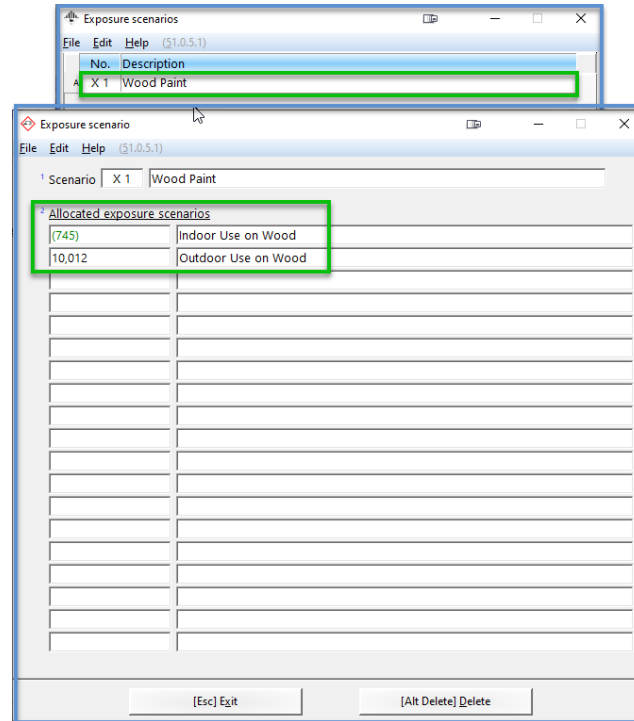 Exposure scenarios
File Edit Help (51.0.5.1)
No. Description
A X 1 Wood Paint
Exposure scenario
File Edit Help (51.0.5.1)
1 Scenario X 1 Wood Paint
2 Allocated exposure scenarios
(745) Indoor Use on Wood
10,012 Outdoor Use on Wood
[Esc] Exit [Alt Delete] Delete